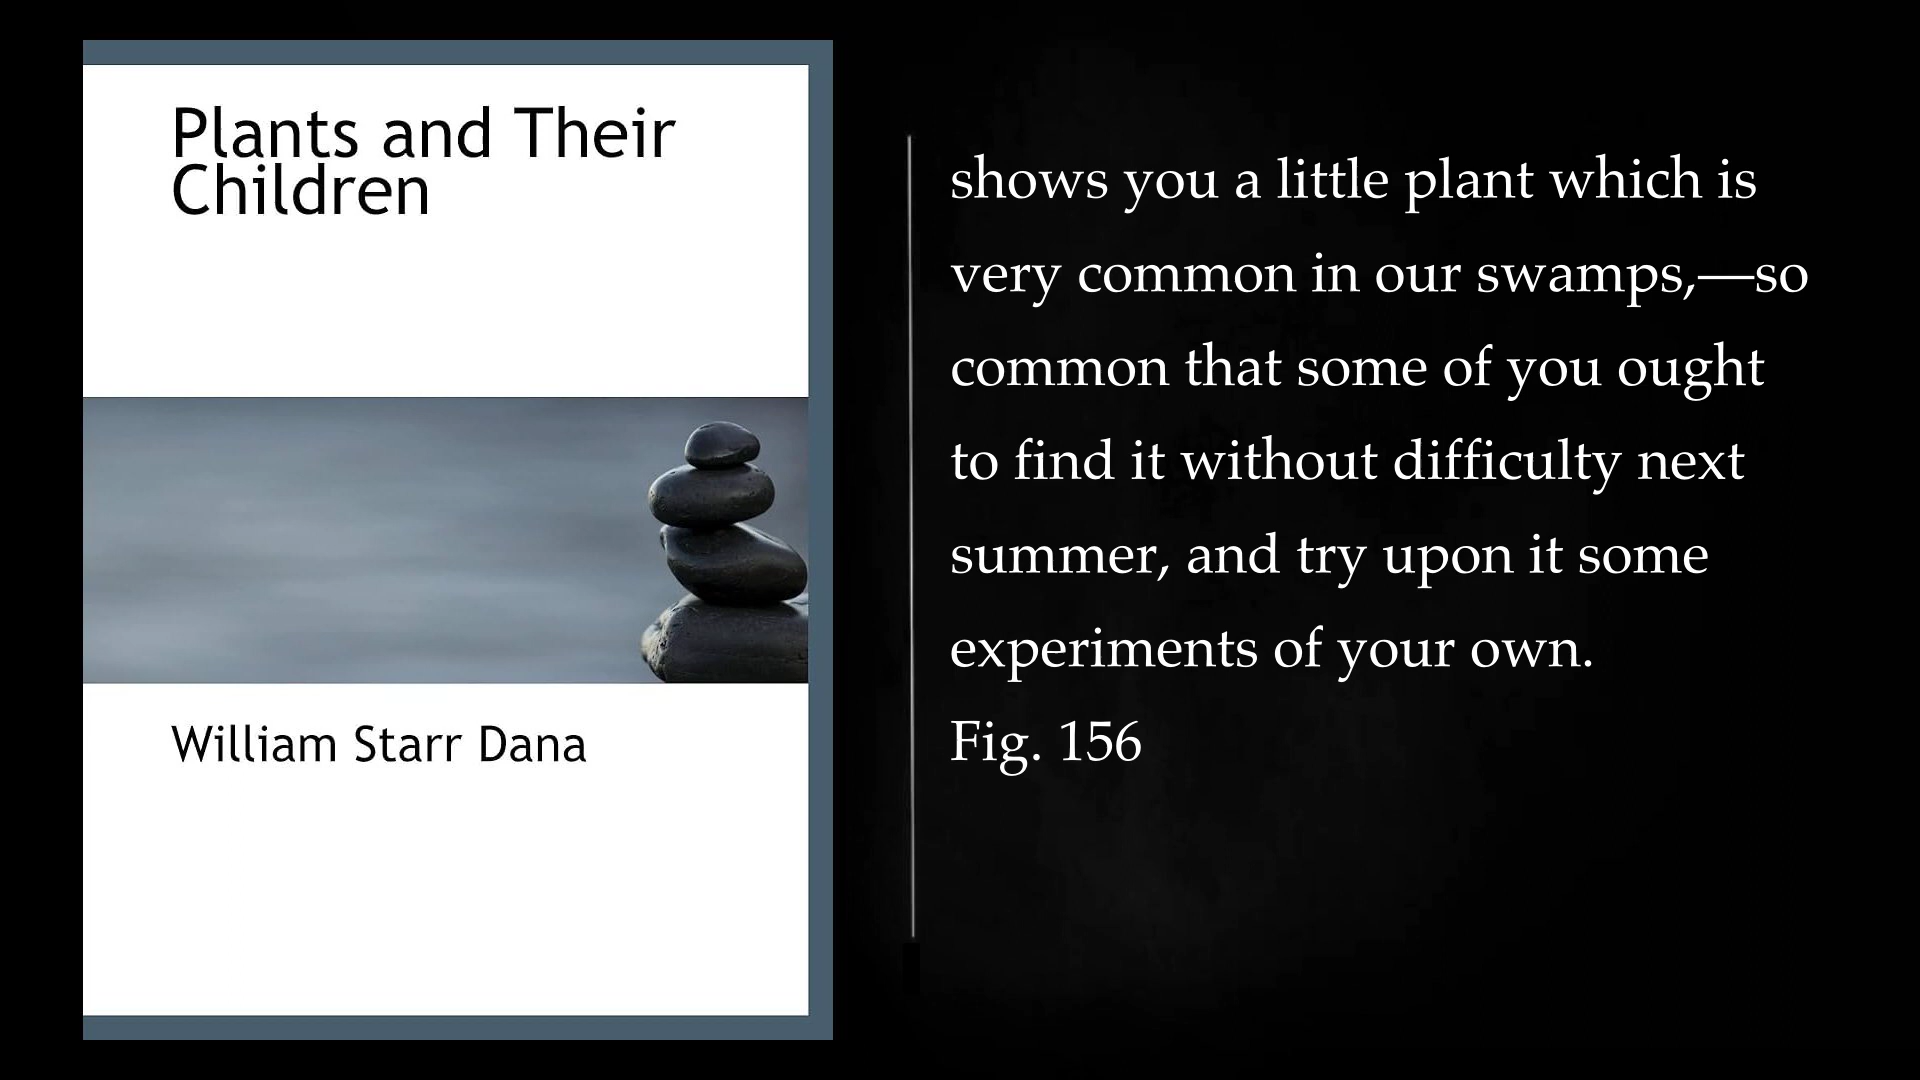 Plants and Their
Children
William Starr Dana
shows you a little plant which is
very common in our swamps,—so
common that some of you ought
to find it without difficulty next
summer, and try upon it some
experiments of your own.
Fig. 156